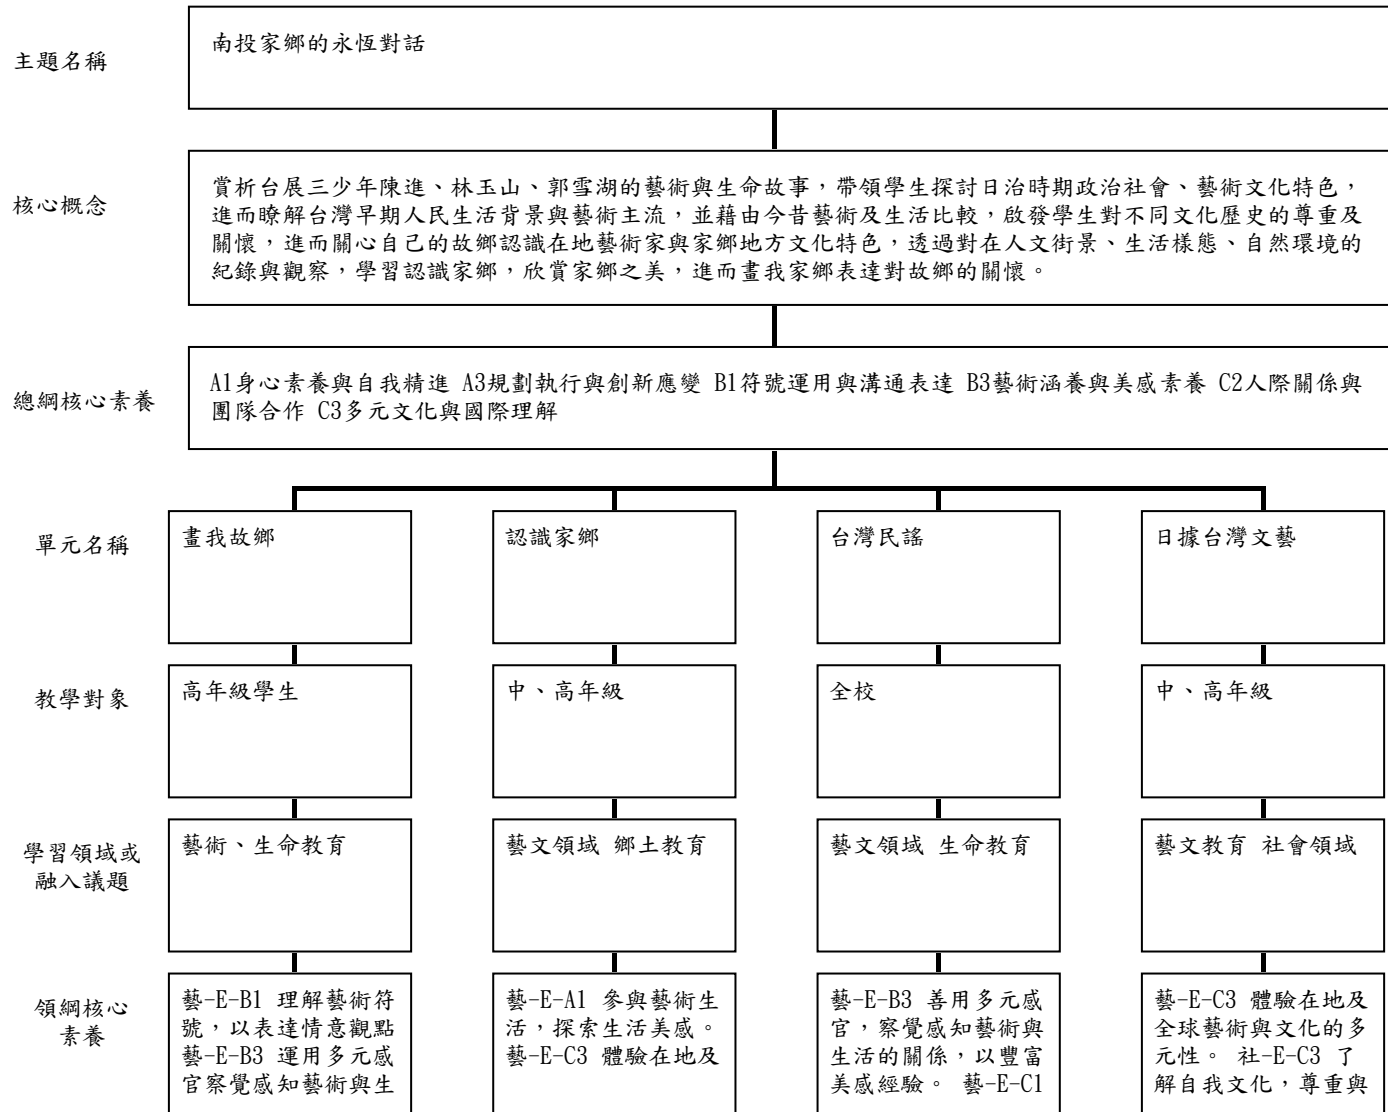 主題名稱
南投家鄉的永恆對話
核心概念
賞析台展三少年陳進、林玉山、郭雪湖的藝術與生命故事,帶領學生探討日治時期政治社會、藝術文化特色,
進而瞭解台灣早期人民生活背景與藝術主流,並藉由今昔藝術及生活比較,啟發學生對不同文化歷史的尊重及
關懷,進而關心自己的故鄉認識在地藝術家與家鄉地方文化特色,透過對在人文街景、生活樣態、自然環境的
紀錄與觀察,學習認識家鄉,欣賞家鄉之美,進而畫我家鄉表達對故鄉的關懷。
總綱核心素養
A1身心素養與自我精進 A3規劃執行與創新應變 B1符號運用與溝通表達 B3藝術涵養與美感素養 C2人際關係與
團隊合作 C3多元文化與國際理解
單元名稱
畫我故鄉
認識家鄉
台灣民謠
日據台灣文藝
教學對象
高年級學生
中、高年級
全校
中、高年級
學習領域或
融入議題
藝術、生命教育
藝文領域 鄉土教育
藝文領域 生命教育
藝文教育 社會領域
領綱核心
素養
藝-E-B1 理解藝術符
號,以表達情意觀點
藝-E-B3 運用多元感
官察覺感知藝術與生
藝-E-A1 參與藝術生
活,探索生活美感。
藝-E-C3 體驗在地及
藝-E-B3 善用多元感
官,察覺感知藝術與
生活的關係,以豐富
美感經驗。 藝-E-C1
藝-E-C3 體驗在地及
全球藝術與文化的多
元性。 社-E-C3 了
解自我文化,尊重與